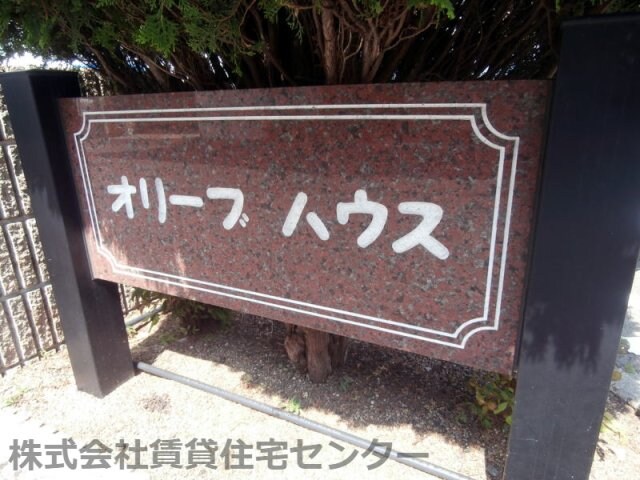 オリーブ ハウス
株式会社賃貸住宅センター